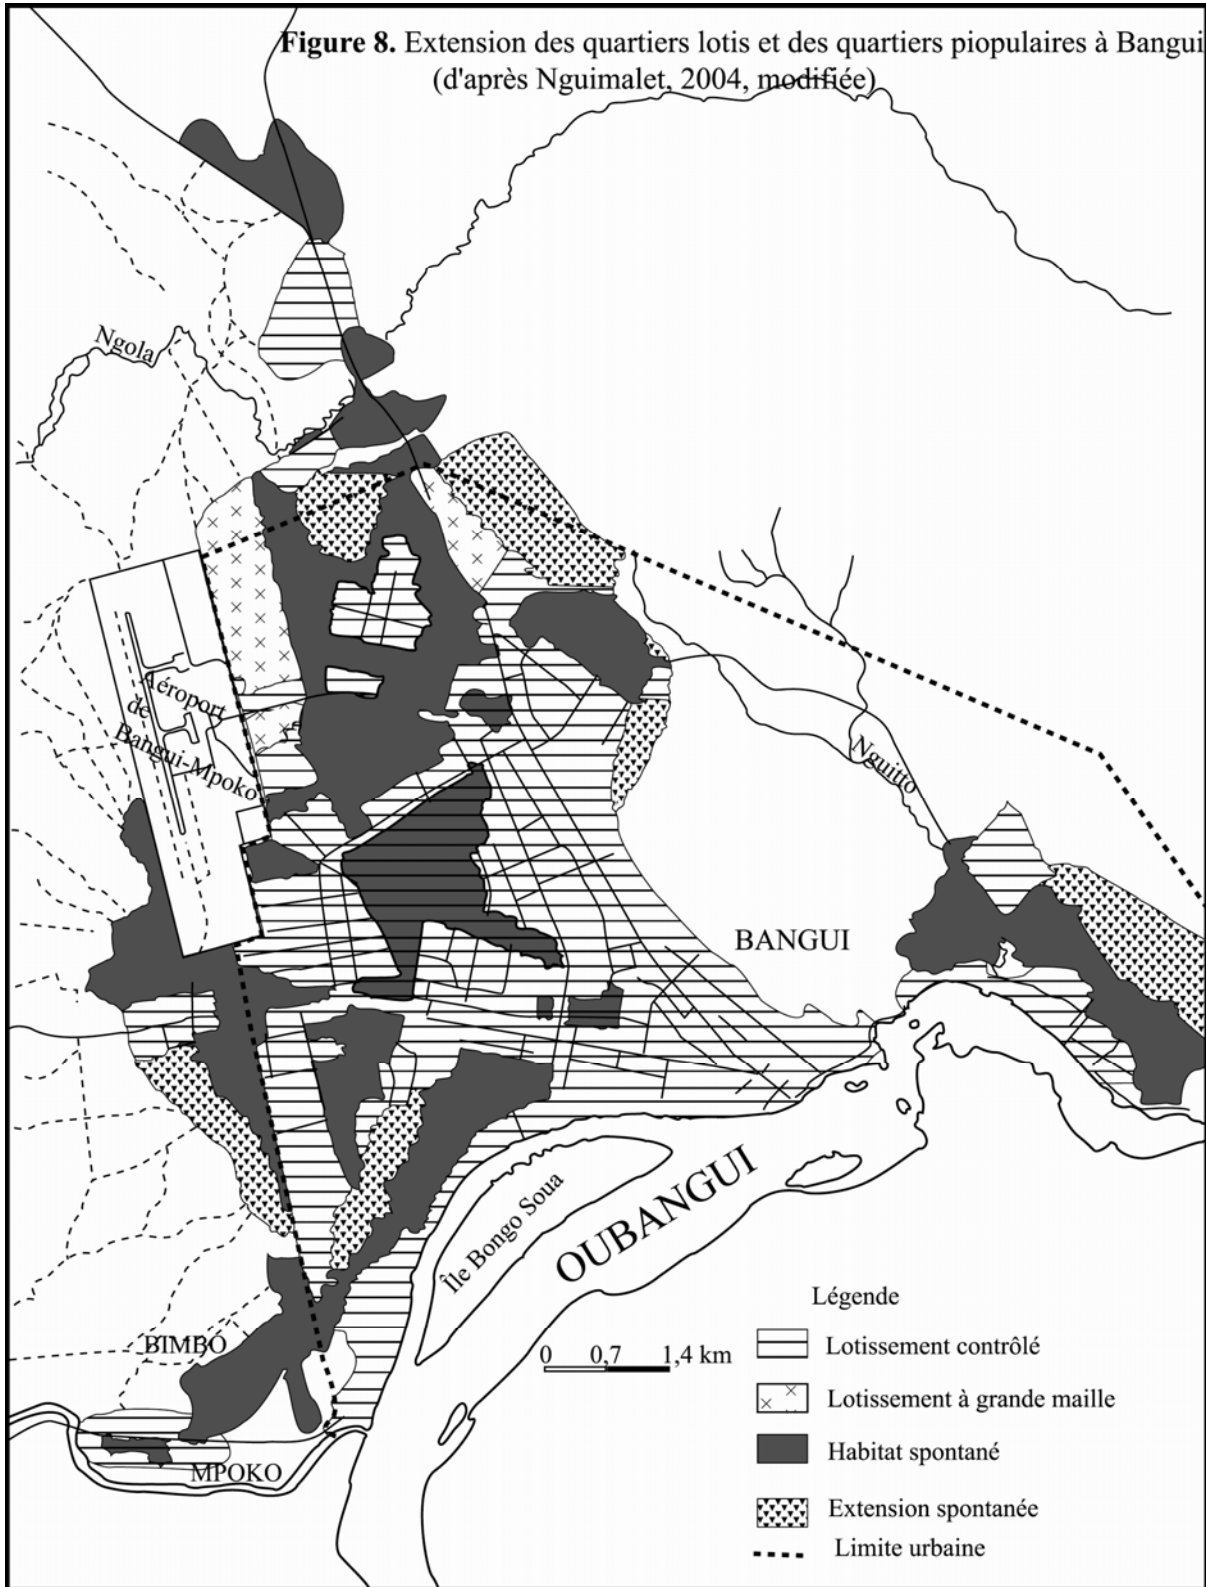 Figure 8. Extension des quartiers lotis et des quartiers piopulaires à Bangui
(d'après Nguimalet, 2004, modifiée)
Ngola
Aéroport
de
Bangui-Mpoko
Nguitto
BANGUI
Île Bongo Soua
OUBANGUI
BIMBO
MPOKO
0 0,7 1,4 km
Légende
Lotissement contrôlé
Lotissement à grande maille
Habitat spontané
Extension spontanée
Limite urbaine